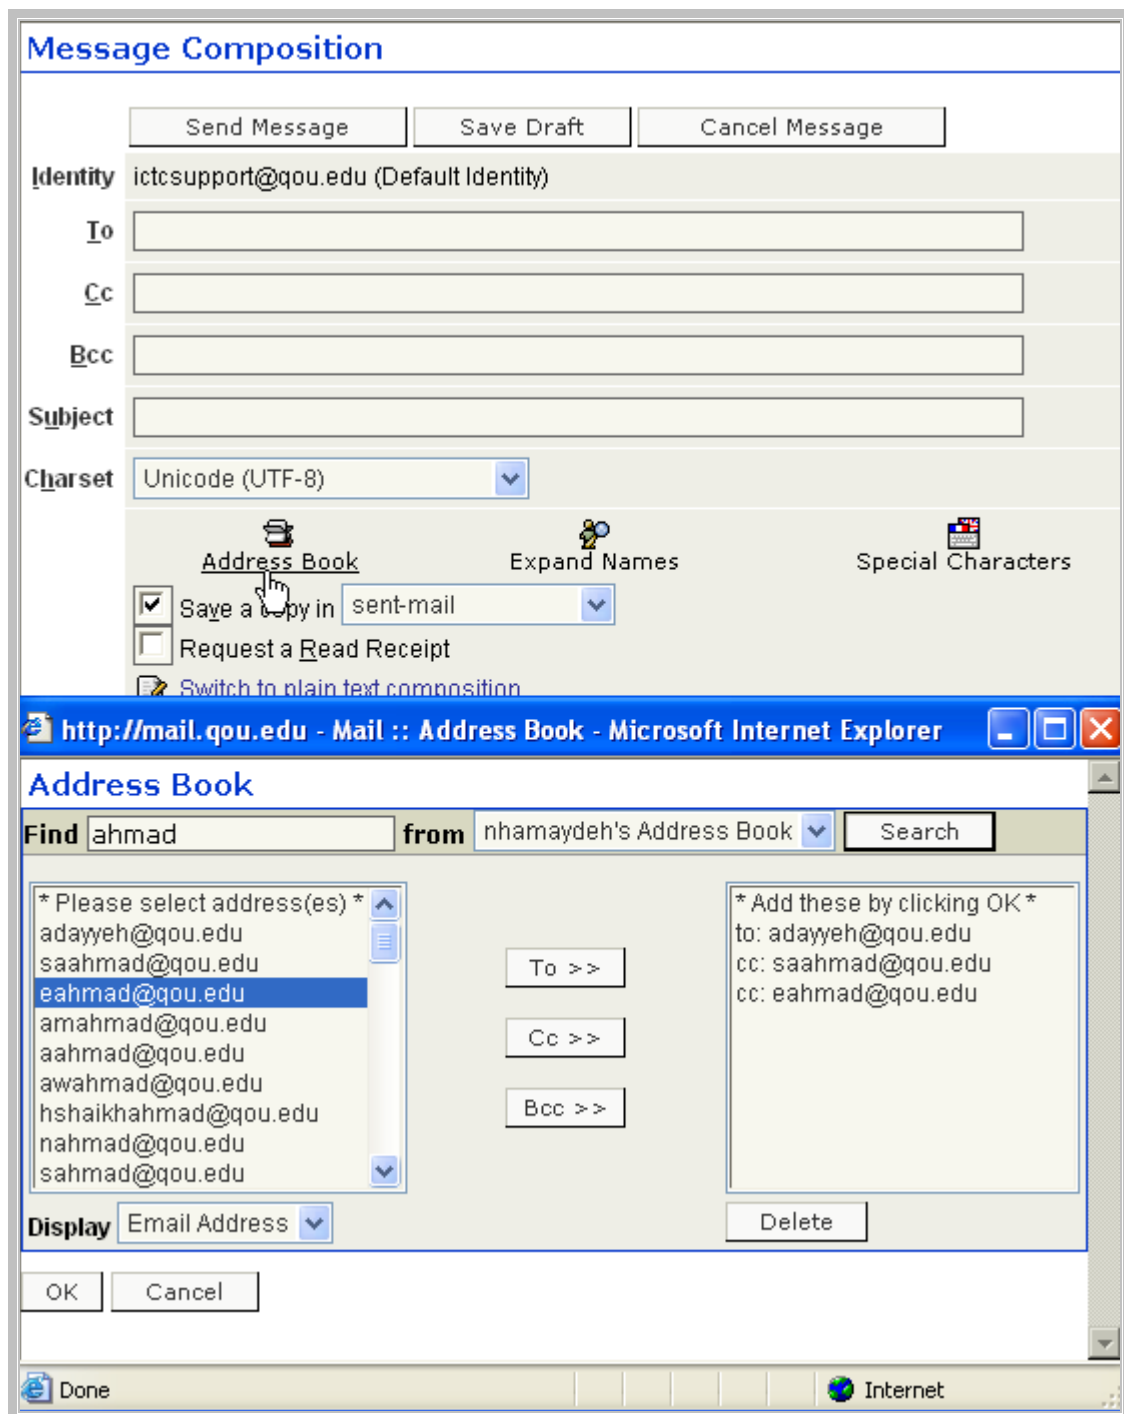 Message Composition
Send Message Save Draft Cancel Message
Identity ictcsupport@qou.edu (Default Identity)
To
Cc
Bcc
Subject
Charset Unicode (UTF-8)
Address Book Expand Names Special Characters
Save a copy in sent-mail
Request a Read Receipt
Switch to plain text composition
http://mail.qou.edu - Mail :: Address Book - Microsoft Internet Explorer
Address Book
Find ahmad from nhamaydeh's Address Book Search
* Please select address(es) *
adayyeh@qou.edu
saahmad@qou.edu
eahmad@qou.edu
amahmad@qou.edu
aahmad@qou.edu
awahmad@qou.edu
hshaikhahmad@qou.edu
nahmad@qou.edu
sahmad@qou.edu
To >>
Cc >>
Bcc >>
* Add these by clicking OK *
to: adayyeh@qou.edu
cc: saahmad@qou.edu
cc: eahmad@qou.edu
Display Email Address Delete
OK Cancel
Done Internet